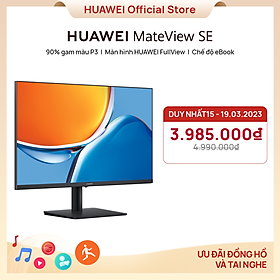 HUAWEI Official Store
HUAWEI MateView SE
90% gam màu P3 | Màn hình HUAWEI FullView | Chế độ eBook
DUY NHẤT 15 - 19.03.2023
3.985.000đ
4.990.000đ
ƯU ĐÃI ĐỒNG HỒ
VÀ TAI NGHE